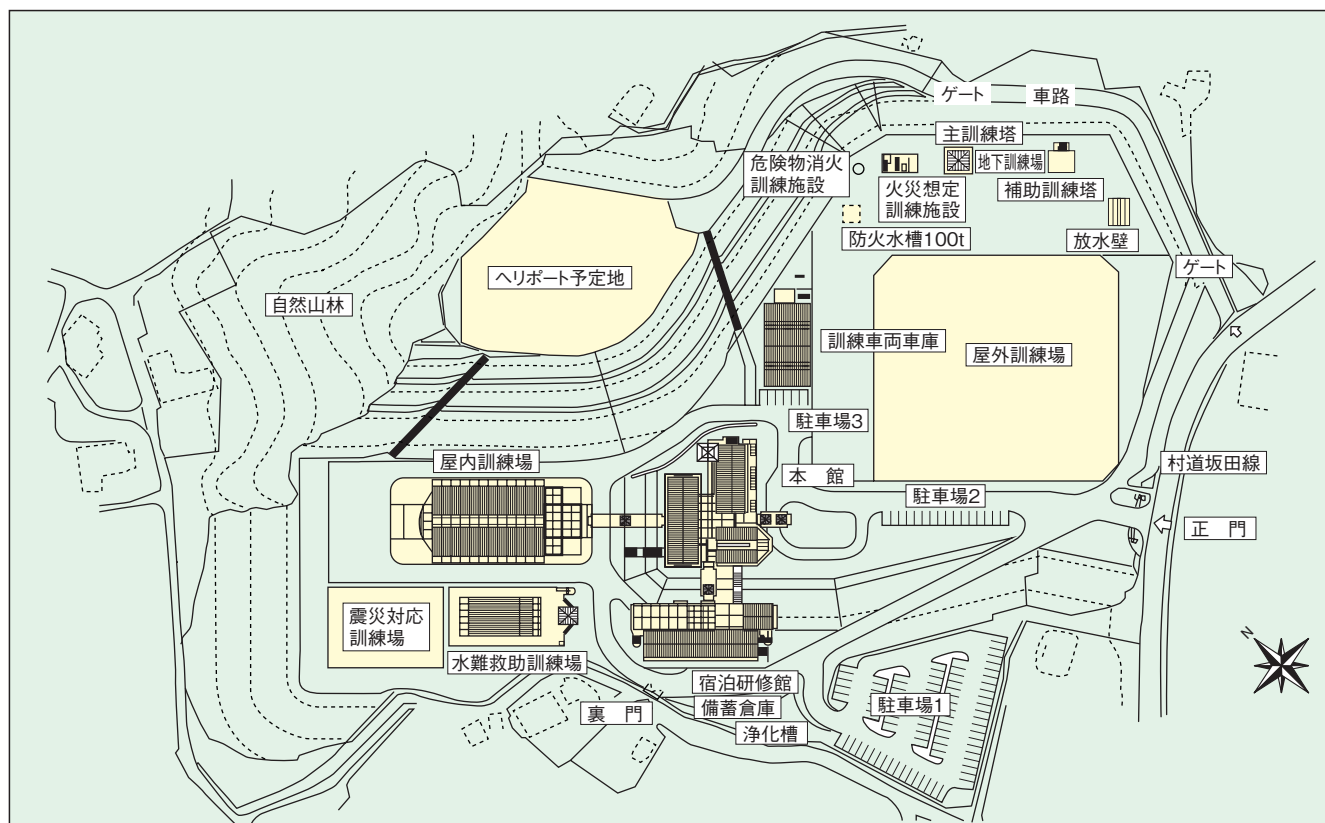 ゲート
車路
主訓練塔
危険物消火
訓練施設
地下訓練場
火災想定
訓練施設
補助訓練塔
防火水槽100t
放水壁
ヘリポート予定地
ゲート
自然山林
訓練車両車庫
屋外訓練場
駐車場3
屋内訓練場
本館
村道坂田線
駐車場2
正門
震災対応
訓練場
水難救助訓練場
N
宿泊研修館
裏門
備蓄倉庫
駐車場1
浄化槽